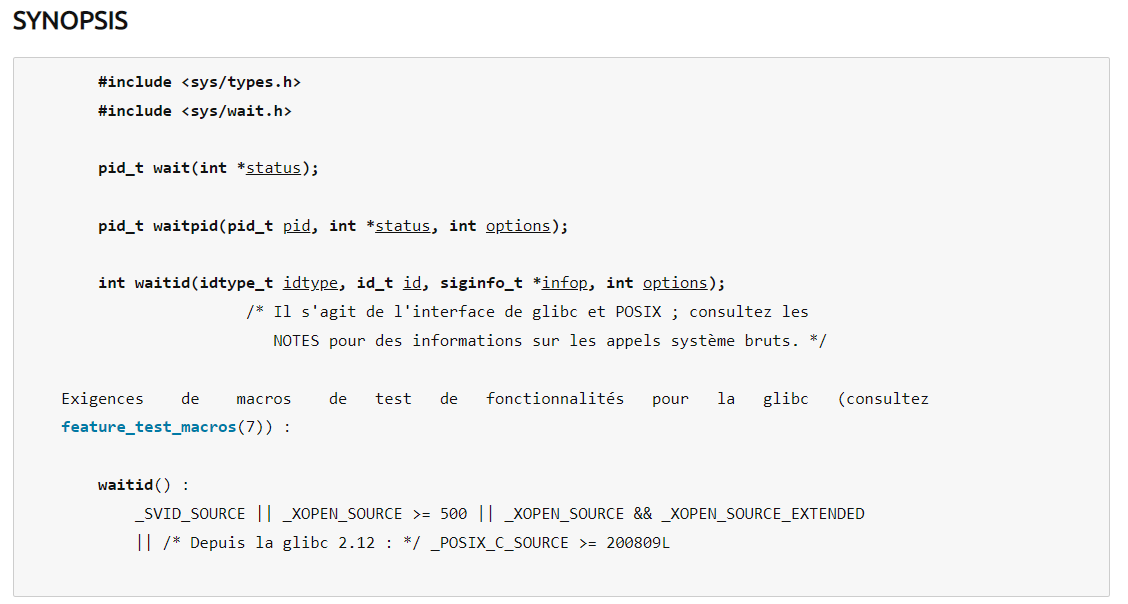 SYNOPSIS
#include <sys/types.h>
#include <sys/wait.h>
pid_t wait(int *status);
pid_t waitpid(pid_t pid, int *status, int options);
int waitid(idtype_t idtype, id_t id, siginfo_t *infop, int options);
/* Il s'agit de l'interface de glibc et POSIX ; consultez les
NOTES pour des informations sur les appels système bruts. */
Exigences de macros de test de fonctionnalités pour la glibc (consultez
feature_test_macros(7)) :
waitid() :
_SVID_SOURCE || _XOPEN_SOURCE >= 500 || _XOPEN_SOURCE && _XOPEN_SOURCE_EXTENDED
|| /* Depuis la glibc 2.12 : */ _POSIX_C_SOURCE >= 200809L